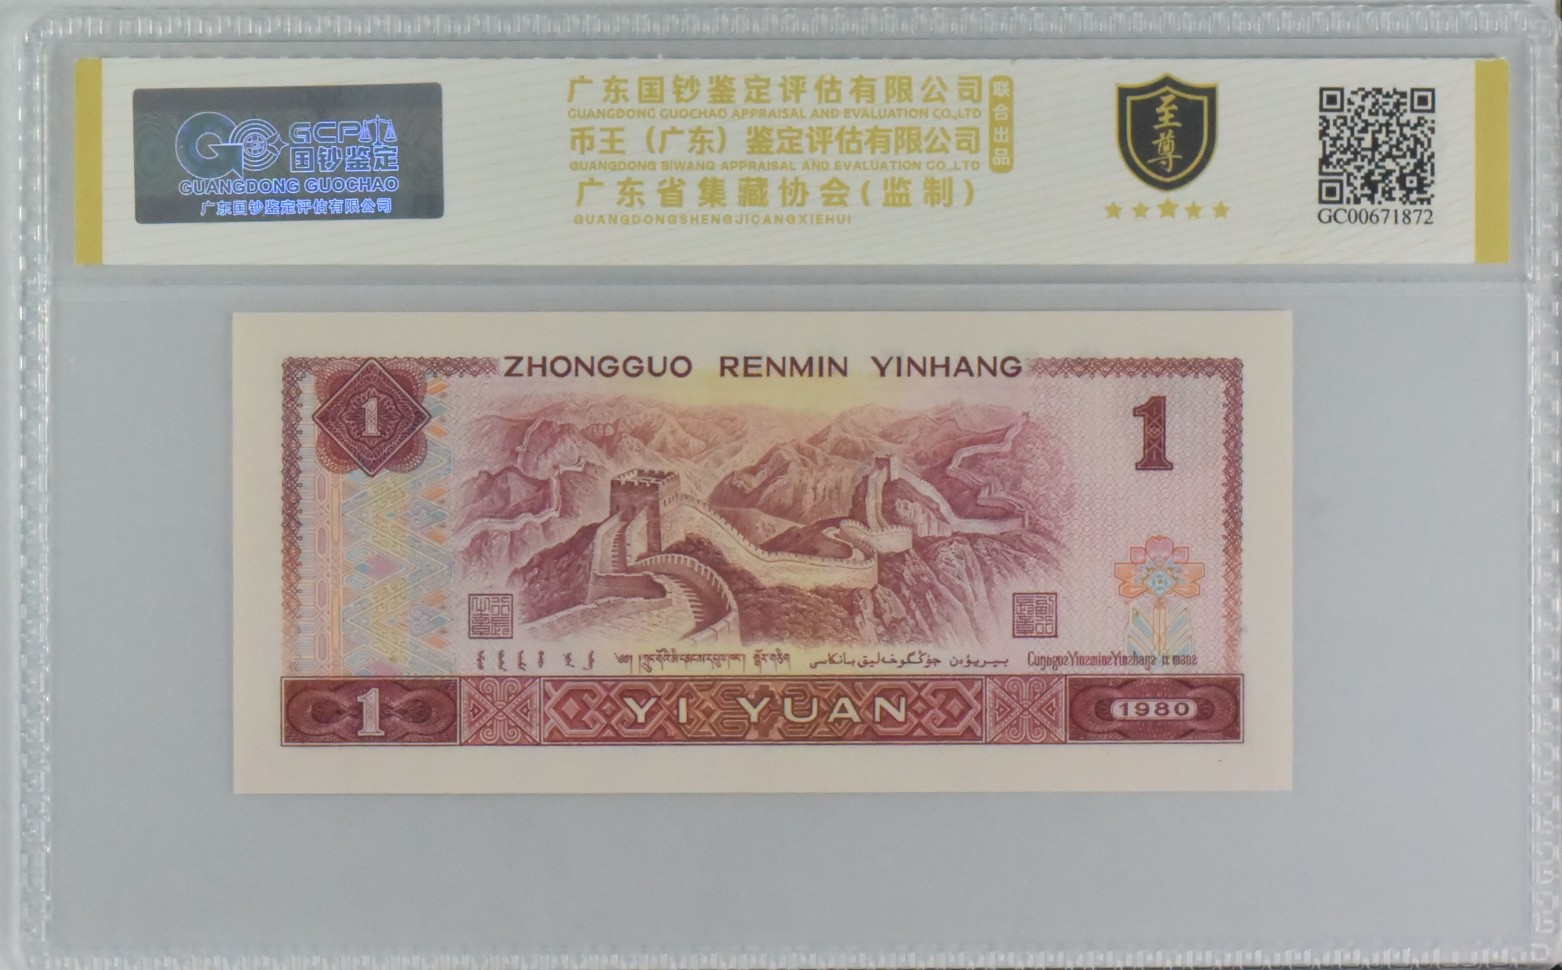 GCP
国钞鉴定
GUANGDONG GUOCHAO
广东国钞鉴定评估有限公司
广东国钞鉴定评估有限公司
GUANGDONG GUOCHAO APPRAISAL AND EVALUATION CO.,LTD
币王（广东）鉴定评估有限公司
GUANGDONG BIWANG APPRAISAL AND EVALUATION CO.,LTD
广东省集藏协会(监制)
GUANGDONGSHENGJICANGXIEHUI
联合出品
至尊
GC00671872
ZHONGGUO RENMIN YINHANG
1
1
1
YI YUAN
1980